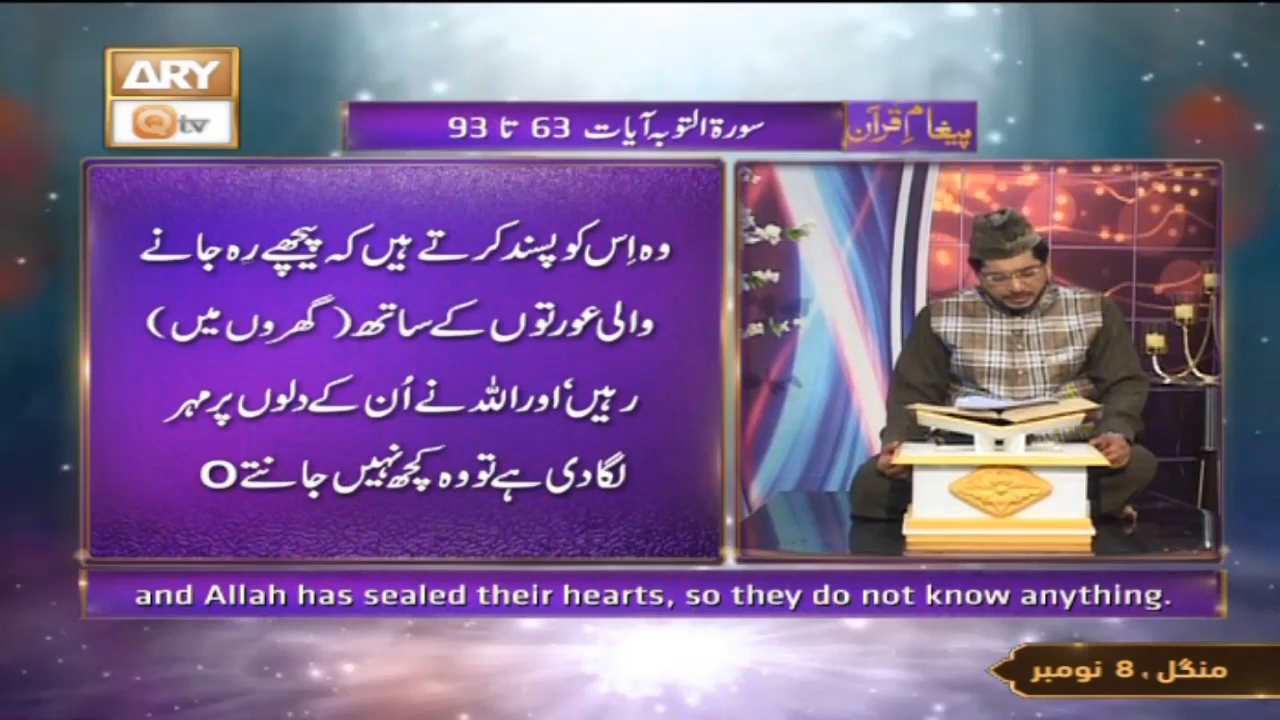 ARY
Qtv
پیغامِ قرآن
سورۃ التوبہ آیات 63 تا 93
وہ اِس کو پسند کرتے ہیں کہ پیچھے رِہ جانے
والی عورتوں کے ساتھ (گھروں میں)
رہیں٬ اور اللہ نے اُن کے دلوں پر مہر
لگا دی ہے تو وہ کچھ نہیں جانتے O
and Allah has sealed their hearts, so they do not know anything.
منگل ، 8 نومبر